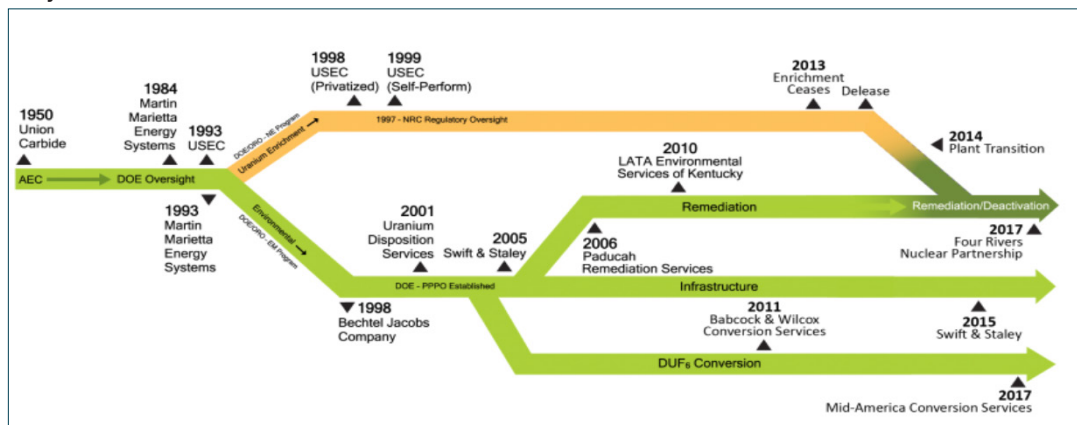 1950
Union
Carbide
1984
Martin
Marietta
Energy
Systems
1993
USEC
AEC
DOE Oversight
1993
Martin
Marietta
Energy
Systems
DOE/ORO - NE Program
Uranium Enrichment
1998
USEC
(Privatized)
1999
USEC
(Self-Perform)
1997 - NRC Regulatory Oversight
2013
Enrichment
Ceases
Delease
2014
Plant Transition
Environmental
DOE/ORO - EM Program
1998
Bechtel Jacobs
Company
2001
Uranium
Disposition
Services
2005
Swift & Staley
DOE - PPPO Established
2010
LATA Environmental
Services of Kentucky
Remediation
Remediation/Deactivation
2006
Paducah
Remediation Services
2017
Four Rivers
Nuclear Partnership
Infrastructure
2011
Babcock & Wilcox
Conversion Services
2015
Swift & Staley
DUF₆ Conversion
2017
Mid-America Conversion Services